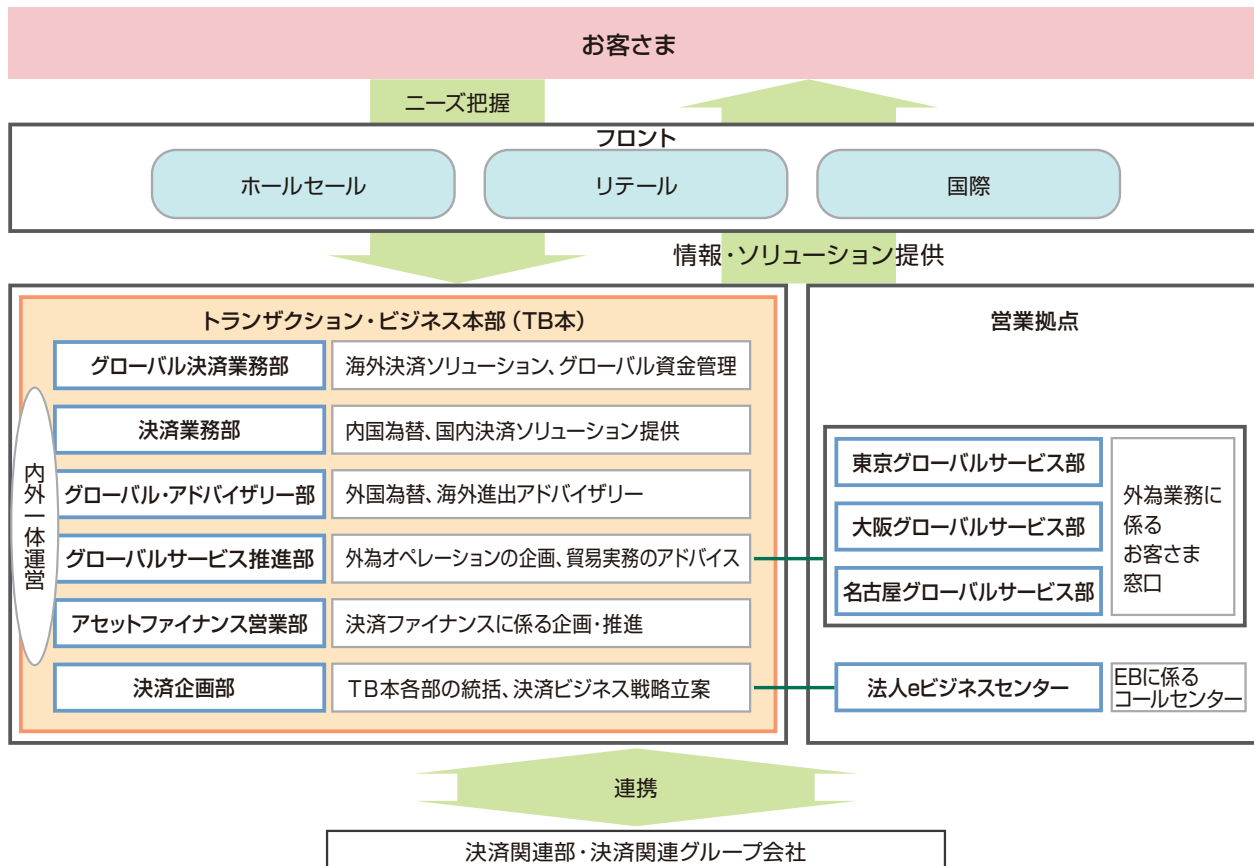 お客さま
ニーズ把握
フロント
ホールセール
リテール
国際
情報・ソリューション提供
トランザクション・ビジネス本部（TB本）
内外一体運営
グローバル決済業務部
海外決済ソリューション、グローバル資金管理
決済業務部
内国為替、国内決済ソリューション提供
グローバル・アドバイザリー部
外国為替、海外進出アドバイザリー
グローバルサービス推進部
外為オペレーションの企画、貿易実務のアドバイス
アセットファイナンス営業部
決済ファイナンスに係る企画・推進
決済企画部
TB本各部の統括、決済ビジネス戦略立案
営業拠点
東京グローバルサービス部
大阪グローバルサービス部
名古屋グローバルサービス部
外為業務に
係る
お客さま
窓口
法人eビジネスセンター
EBに係る
コールセンター
連携
決済関連部・決済関連グループ会社